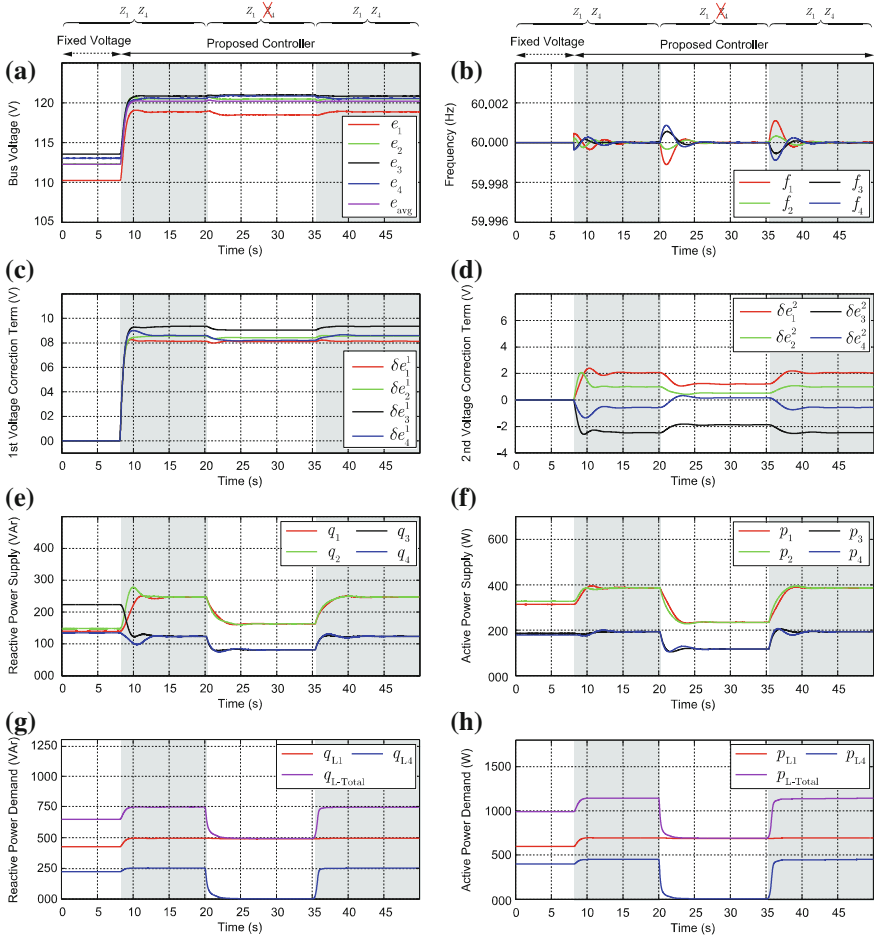 Z1 Z4 Z1 Z4 Z1 Z4
Fixed Voltage Proposed Controller
(a)
Bus Voltage (V)
120
115
110
105
e1
e2
e3
e4
eavg
0 5 10 15 20 25 30 35 40 45
Time (s)
Z1 Z4 Z1 Z4 Z1 Z4
Fixed Voltage Proposed Controller
(b)
Frequency (Hz)
60.002
60.000
59.998
59.996
f1 f3
f2 f4
0 5 10 15 20 25 30 35 40 45
Time (s)
(c)
1st Voltage Correction Term (V)
10
09
08
06
04
02
00
δe¹1
δe¹2
δe¹3
δe¹4
0 5 10 15 20 25 30 35 40 45
Time (s)
(d)
2nd Voltage Correction Term (V)
6
4
2
0
-2
-4
δe²1 δe²3
δe²2 δe²4
0 5 10 15 20 25 30 35 40 45
Time (s)
(e)
Reactive Power Supply (VAr)
400
300
200
100
000
q1 q3
q2 q4
0 5 10 15 20 25 30 35 40 45
Time (s)
(f)
Active Power Supply (W)
600
400
200
000
p1 p3
p2 p4
0 5 10 15 20 25 30 35 40 45
Time (s)
(g)
Reactive Power Demand (VAr)
1250
1000
750
500
250
000
qL1 qL4
qL-Total
0 5 10 15 20 25 30 35 40 45
Time (s)
(h)
Active Power Demand (W)
1500
1000
500
000
pL1 pL4
pL-Total
0 5 10 15 20 25 30 35 40 45
Time (s)